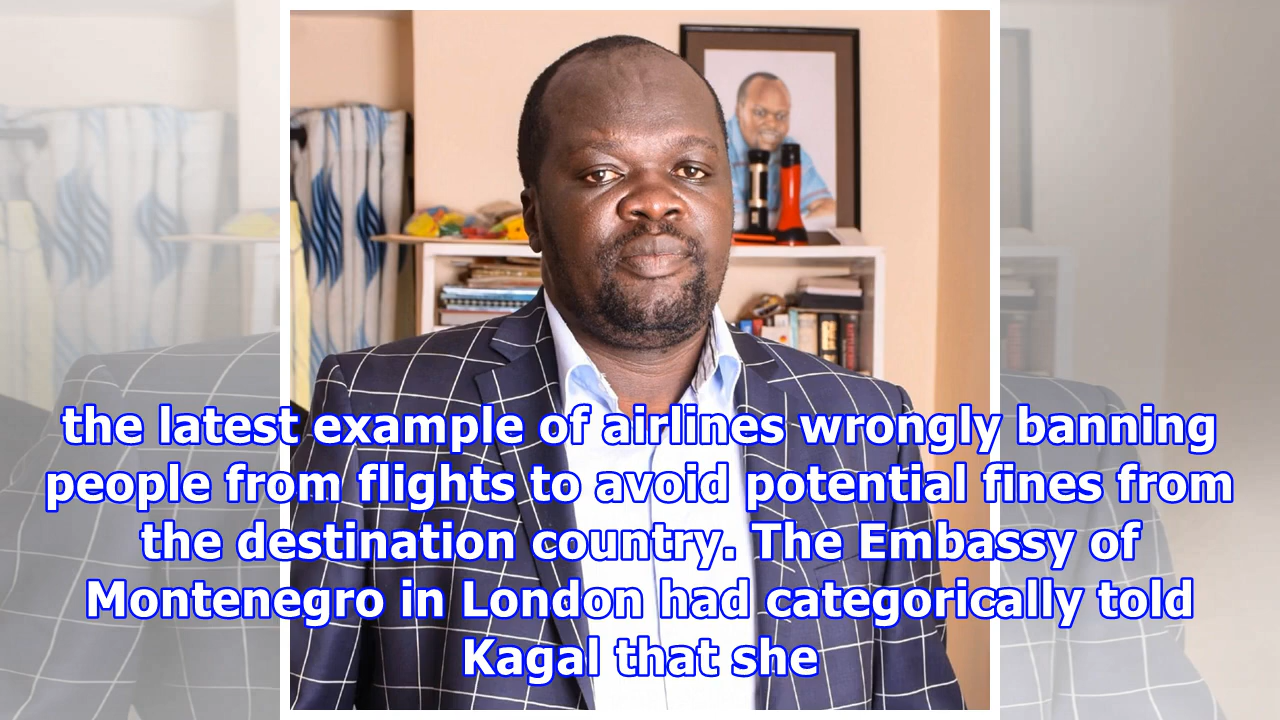 the latest example of airlines wrongly banning
people from flights to avoid potential fines from
the destination country. The Embassy of
Montenegro in London had categorically told
Kagal that she